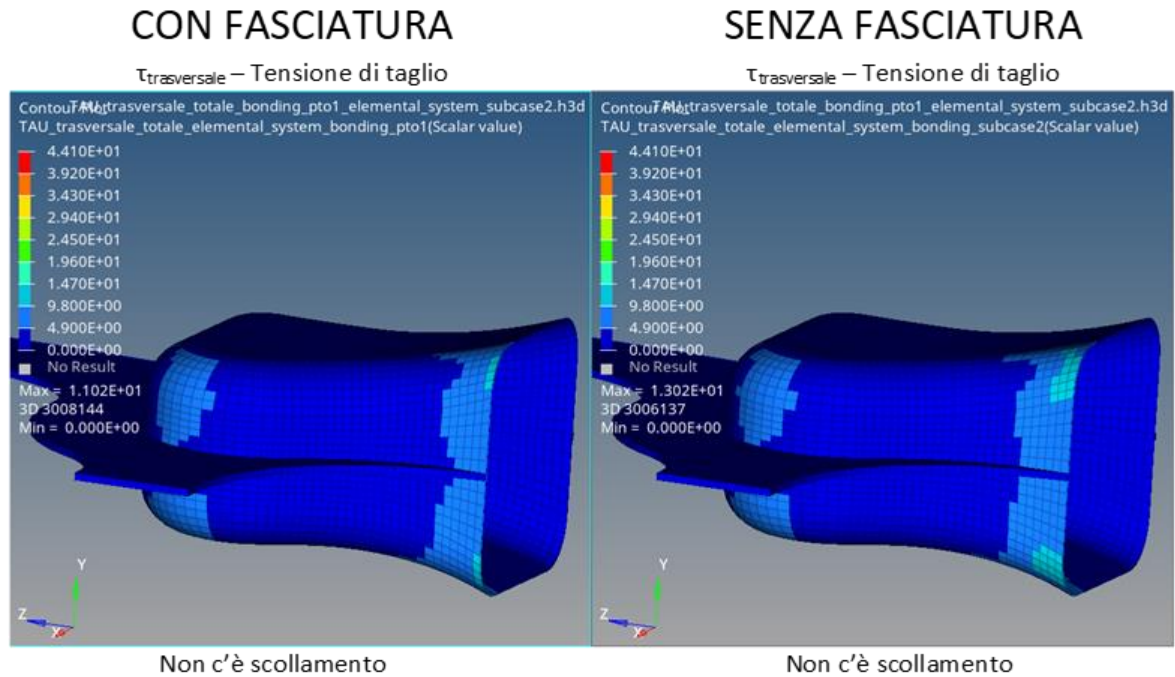 CON FASCIATURA
τtrasversale – Tensione di taglio
Contour Plot
TAU_trasversale_totale_bonding_pto1_elemental_system_subcase2.h3d
TAU_trasversale_totale_elemental_system_bonding_pto1(Scalar value)
4.410E+01
3.920E+01
3.430E+01
2.940E+01
2.450E+01
1.960E+01
1.470E+01
9.800E+00
4.900E+00
0.000E+00
No Result
Max = 1.102E+01
3D 3008144
Min = 0.000E+00
Y
Z
X
Non c'è scollamento
SENZA FASCIATURA
τtrasversale – Tensione di taglio
Contour Plot
TAU_trasversale_totale_bonding_pto1_elemental_system_subcase2.h3d
TAU_trasversale_totale_elemental_system_bonding_subcase2(Scalar value)
4.410E+01
3.920E+01
3.430E+01
2.940E+01
2.450E+01
1.960E+01
1.470E+01
9.800E+00
4.900E+00
0.000E+00
No Result
Max = 1.302E+01
3D 3006137
Min = 0.000E+00
Y
Z
X
Non c'è scollamento